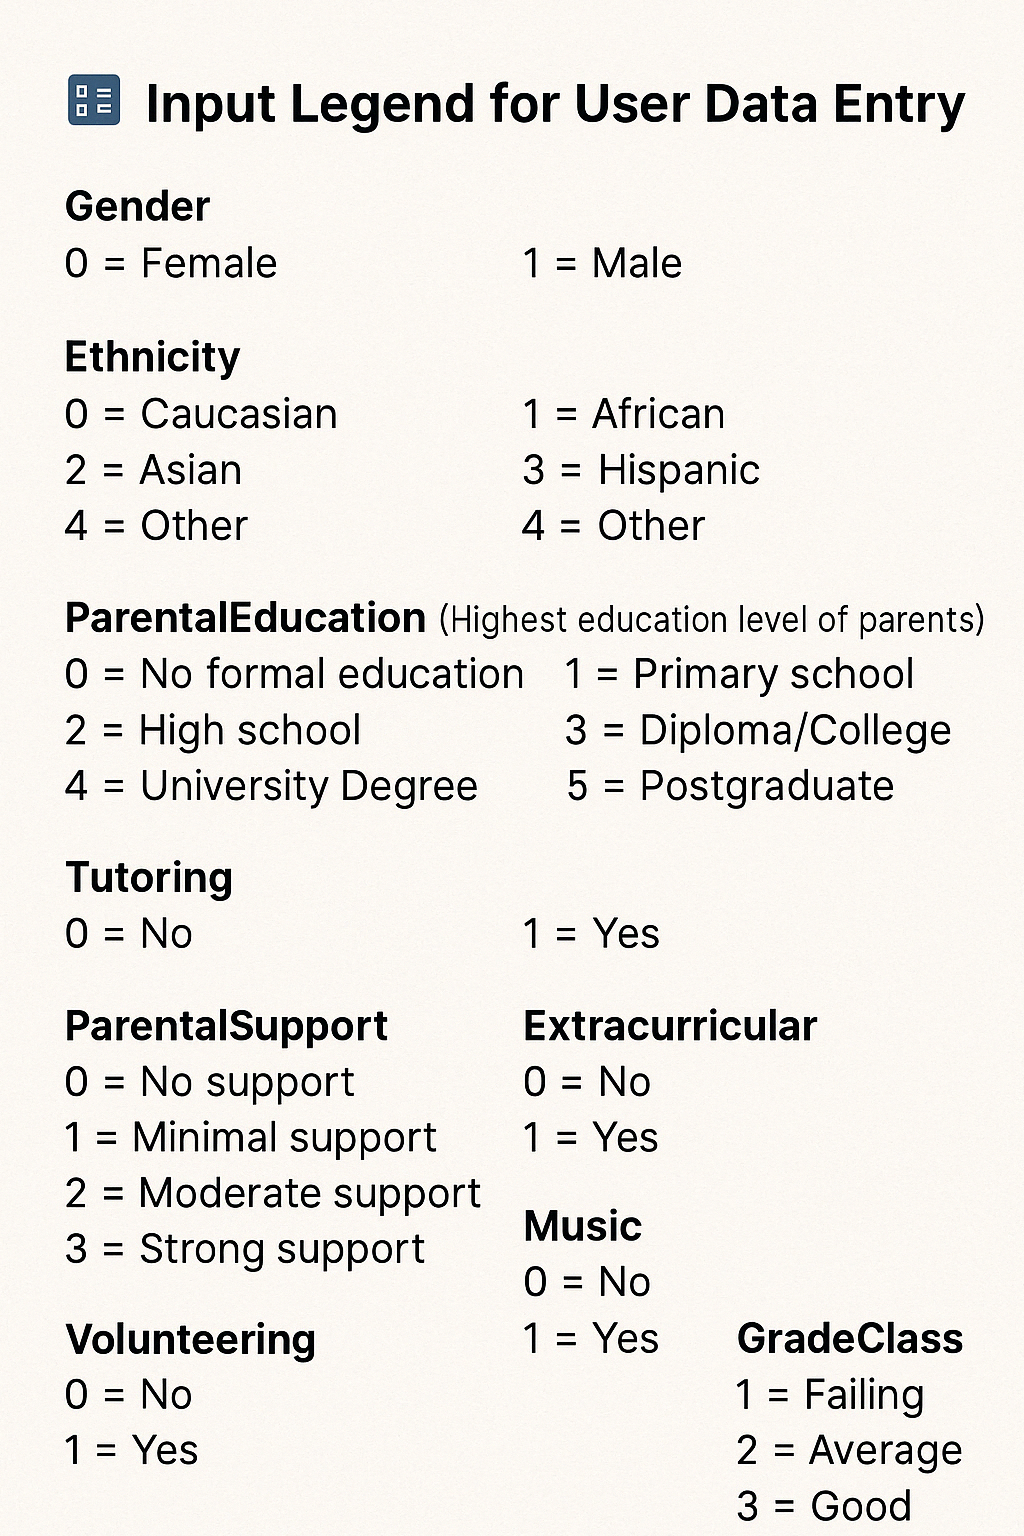 Input Legend for User Data Entry
Gender
0 = Female 1 = Male
Ethnicity
0 = Caucasian 1 = African
2 = Asian 3 = Hispanic
4 = Other 4 = Other
ParentalEducation (Highest education level of parents)
0 = No formal education 1 = Primary school
2 = High school 3 = Diploma/College
4 = University Degree 5 = Postgraduate
Tutoring
0 = No 1 = Yes
ParentalSupport
0 = No support
1 = Minimal support
2 = Moderate support
3 = Strong support
Extracurricular
0 = No
1 = Yes
Music
0 = No
1 = Yes
Volunteering
0 = No
1 = Yes
GradeClass
1 = Failing
2 = Average
3 = Good